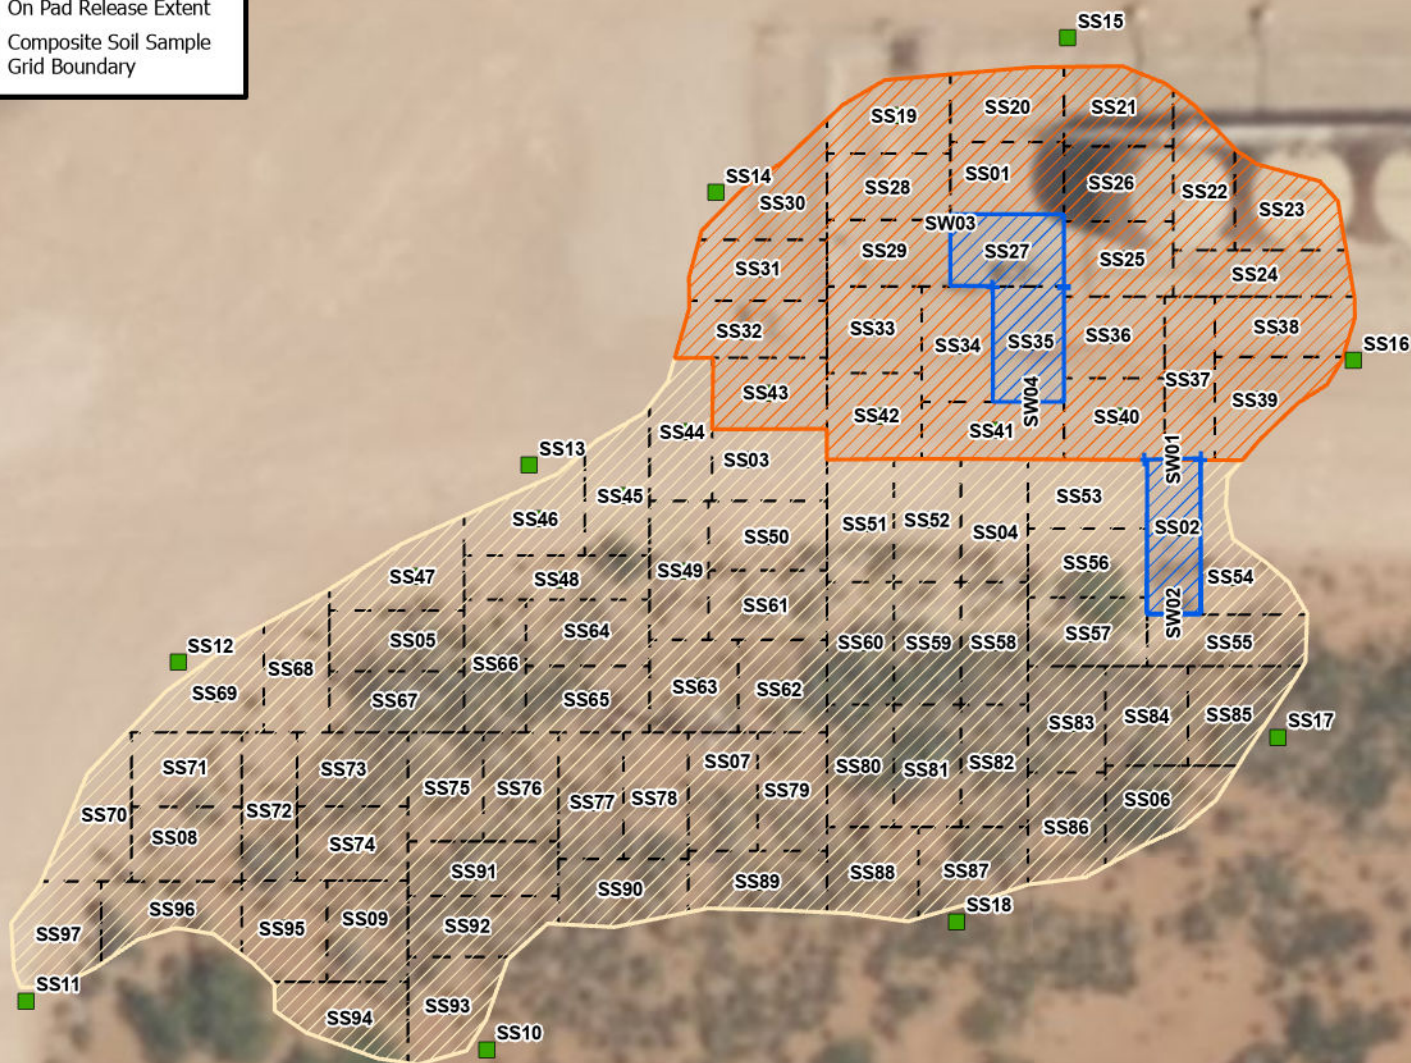 On Pad Release Extent
Composite Soil Sample
Grid Boundary
SS15
SS20
SS21
SS19
SS14
SS01
SS26
SS28
SS22
SS30
SS23
SW03
SS29
SS27
SS25
SS31
SS24
SS32
SS33
SS34
SS35
SS36
SS38
SS16
SS37
SS43
SS39
SW04
SS42
SS41
SS40
SS44
SS13
SS03
SW01
SS45
SS46
SS53
SS51
SS52
SS04
SS02
SS50
SS47
SS48
SS49
SS56
SS54
SS61
SW02
SS12
SS05
SS64
SS60
SS59
SS58
SS57
SS55
SS68
SS66
SS69
SS67
SS65
SS63
SS62
SS83
SS84
SS85
SS17
SS71
SS73
SS07
SS80
SS81
SS82
SS75
SS76
SS77
SS78
SS79
SS06
SS70
SS72
SS08
SS74
SS86
SS91
SS90
SS89
SS88
SS87
SS96
SS09
SS95
SS92
SS18
SS97
SS11
SS94
SS93
SS10